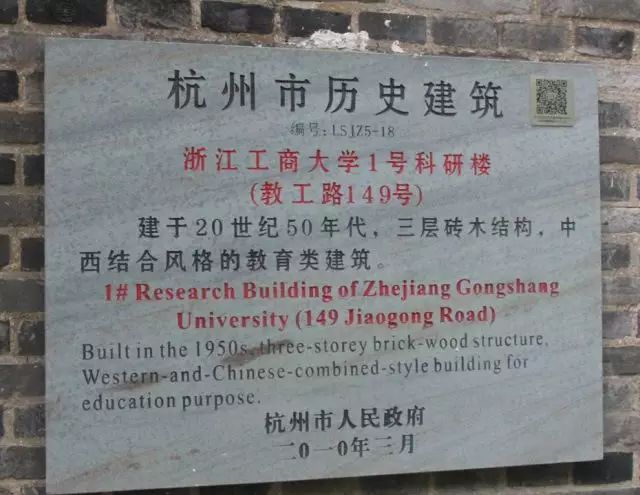 杭州市历史建筑
编号:LSJZ5-18
浙江工商大学1号科研楼
(教工路149号)
建于20世纪50年代，三层砖木结构，中
西结合风格的教育类建筑。
1# Research Building of Zhejiang Gongshang
University (149 Jiaogong Road)
Built in the 1950s, three-storey brick-wood structure,
Western-and-Chinese-combined-style building for
education purpose.
杭州市人民政府
二〇一〇年二月